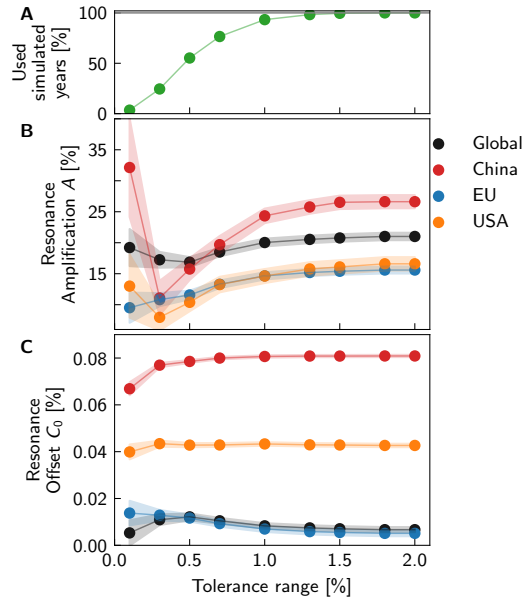 A
Used
simulated
years [%]
100
50
0
B
Resonance
Amplification A [%]
35
25
15
Global
China
EU
USA
C
Resonance
Offset C₀ [%]
0.08
0.06
0.04
0.02
0.00
0.0 0.5 1.0 1.5 2.0
Tolerance range [%]